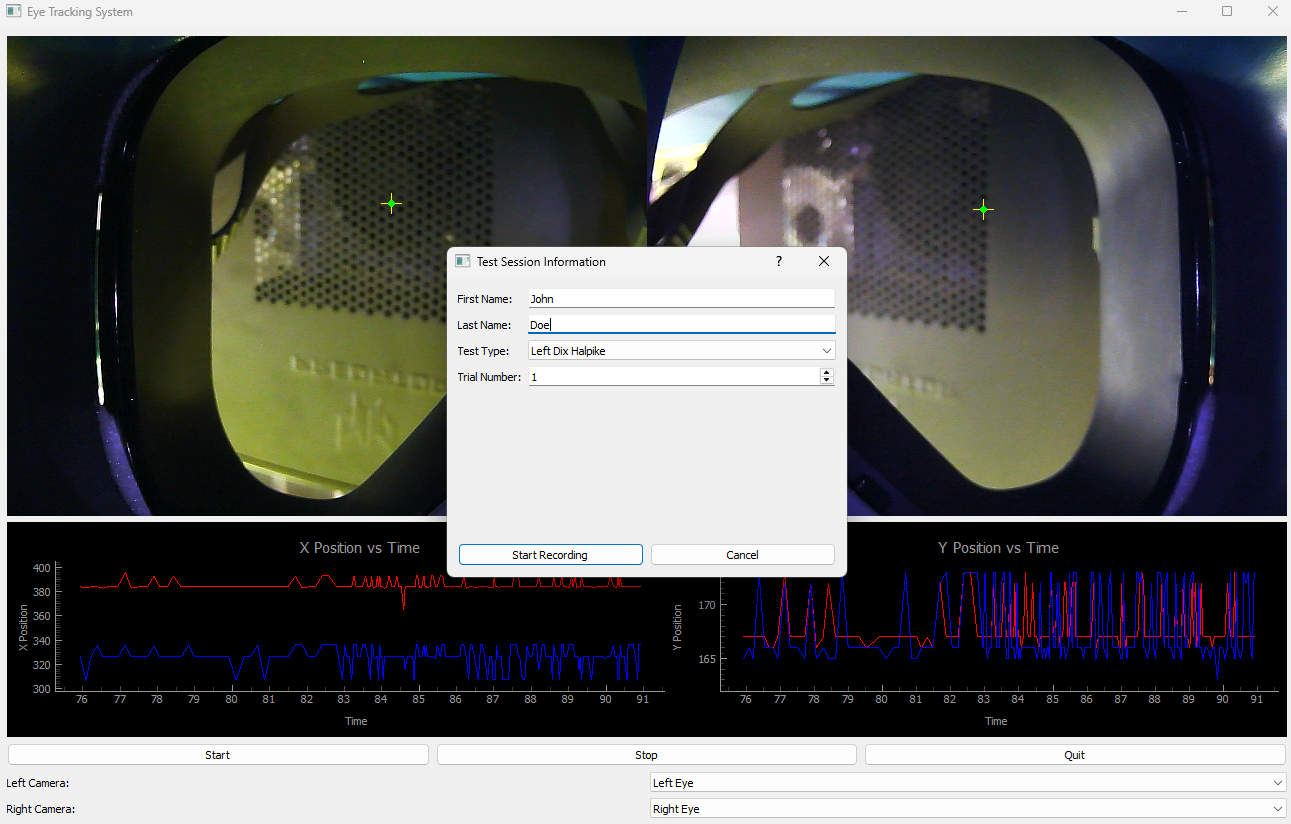 Eye Tracking System
Test Session Information
?
First Name: John
Last Name: Doe
Test Type: Left Dix Halpike
Trial Number: 1
Start Recording Cancel
X Position vs Time
X Position
400
380
360
340
320
300
76 77 78 79 80 81 82 83 84 85 86 87 88 89 90 91
Time
Y Position vs Time
Y Position
170
165
76 77 78 79 80 81 82 83 84 85 86 87 88 89 90 91
Time
Start Stop Quit
Left Camera: Left Eye
Right Camera: Right Eye